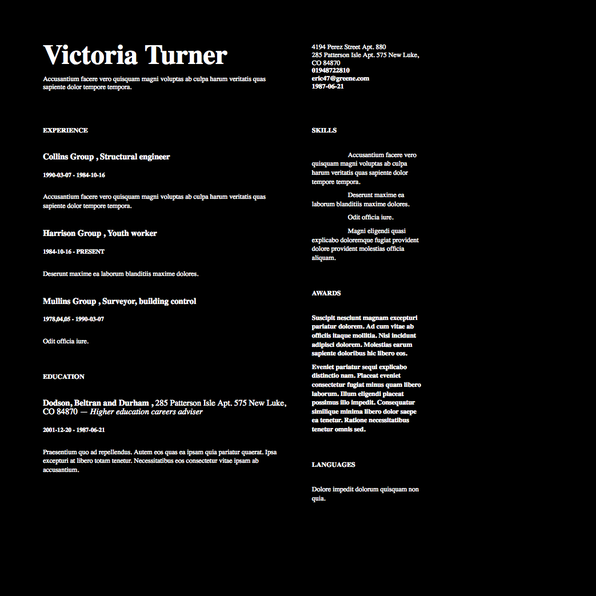 Victoria Turner
Accusantium facere vero quisquam magni voluptas ab culpa harum veritatis quas
sapiente dolor tempore tempora.
4194 Perez Street Apt. 880
285 Patterson Isle Apt. 575 New Luke,
CO 84870
01948722810
eric47@greene.com
1987-06-21
EXPERIENCE
Collins Group , Structural engineer
1990-03-07 - 1984-10-16
Accusantium facere vero quisquam magni voluptas ab culpa harum veritatis quas
sapiente dolor tempore tempora.
Harrison Group , Youth worker
1984-10-16 - PRESENT
Deserunt maxime ea laborum blanditiis maxime dolores.
Mullins Group , Surveyor, building control
1978,04,05 - 1990-03-07
Odit officia iure.
EDUCATION
Dodson, Beltran and Durham , 285 Patterson Isle Apt. 575 New Luke,
CO 84870 — Higher education careers adviser
2001-12-20 - 1987-06-21
Praesentium quo ad repellendus. Autem eos quas ea ipsam quia pariatur quaerat. Ipsa
excepturi at libero totam tenetur. Necessitatibus eos consectetur vitae ipsam ab
accusantium.
SKILLS
Accusantium facere vero
quisquam magni voluptas ab culpa
harum veritatis quas sapiente dolor
tempore tempora.
Deserunt maxime ea
laborum blanditiis maxime dolores.
Odit officia iure.
Magni eligendi quasi
explicabo doloremque fugiat provident
dolore provident molestias officia
aliquam.
AWARDS
Suscipit nesciunt magnam excepturi
pariatur dolorem. Ad cum vitae ab
officiis itaque mollitia. Nisi incidunt
adipisci dolorem. Molestias earum
sapiente doloribus hic libero eos.
Eveniet pariatur sequi explicabo
distinctio nam. Placeat eveniet
consectetur fugiat minus quam libero
laborum. Illum eligendi placeat
possimus illo impedit. Consequatur
similique minima libero dolor saepe
ea tenetur. Ratione necessitatibus
tenetur omnis sed.
LANGUAGES
Dolore impedit dolorum quisquam non
quia.